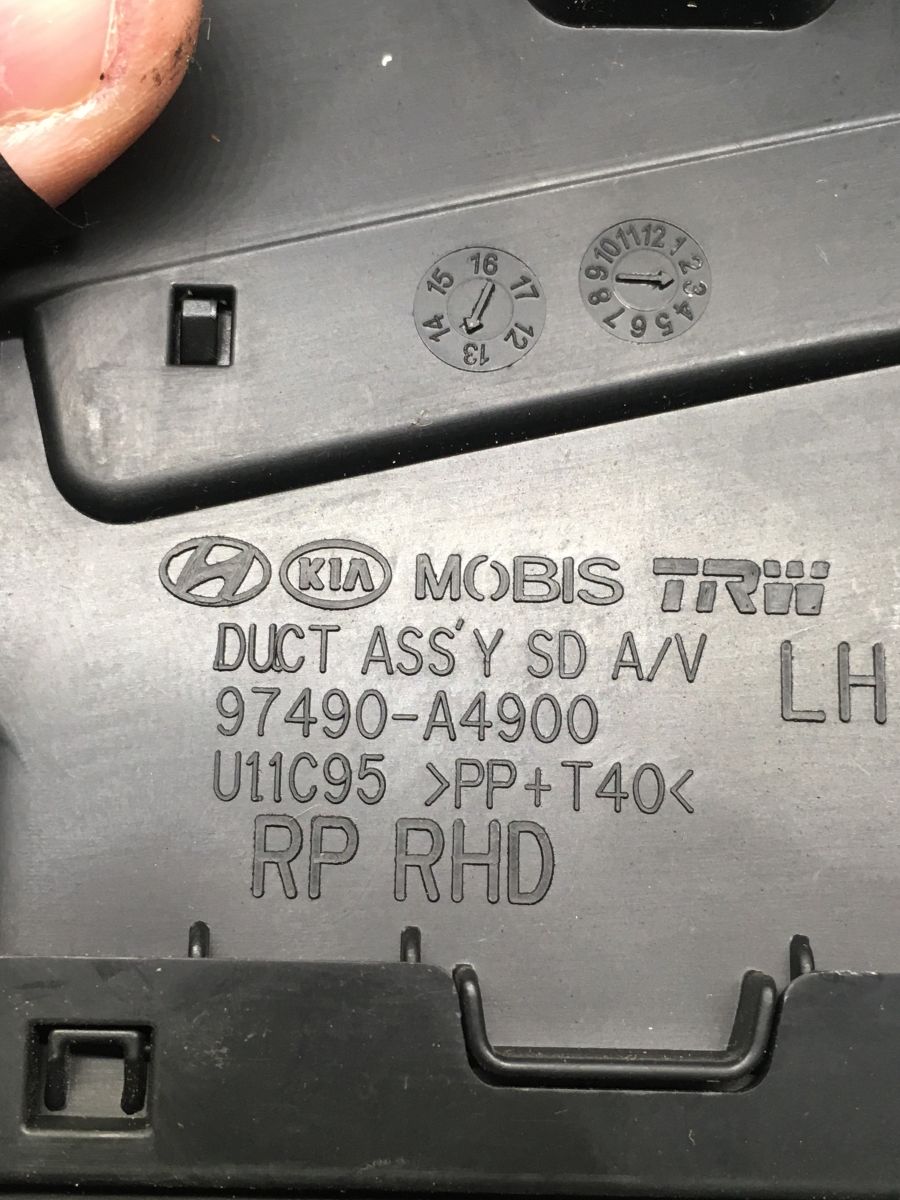 12 13 14 15 16 17
1 2 3 4 5 6 7 8 9 10 11 12
KIA MOBIS TRW
DUCT ASS'Y SD A/V
LH
97490-A4900
U11C95 >PP+T40<
RP RHD